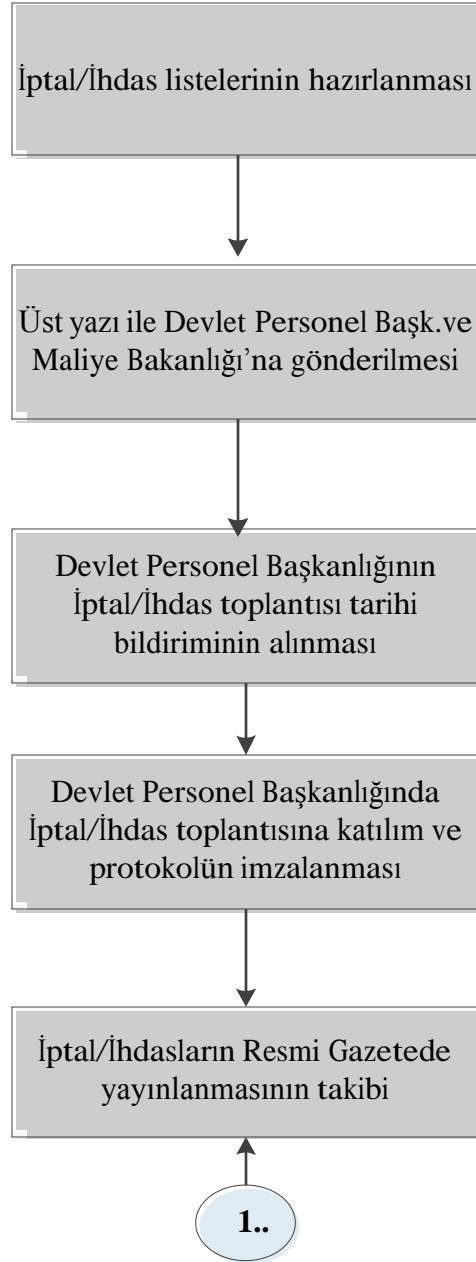 İptal/İhdas listelerinin hazırlanması
Üst yazı ile Devlet Personel Başk.ve
Maliye Bakanlığı’na gönderilmesi
Devlet Personel Başkanlığının
İptal/İhdas toplantısı tarihi
bildiriminin alınması
Devlet Personel Başkanlığında
İptal/İhdas toplantısına katılım ve
protokolün imzalanması
İptal/İhdasların Resmi Gazetede
yayınlanmasının takibi
1..